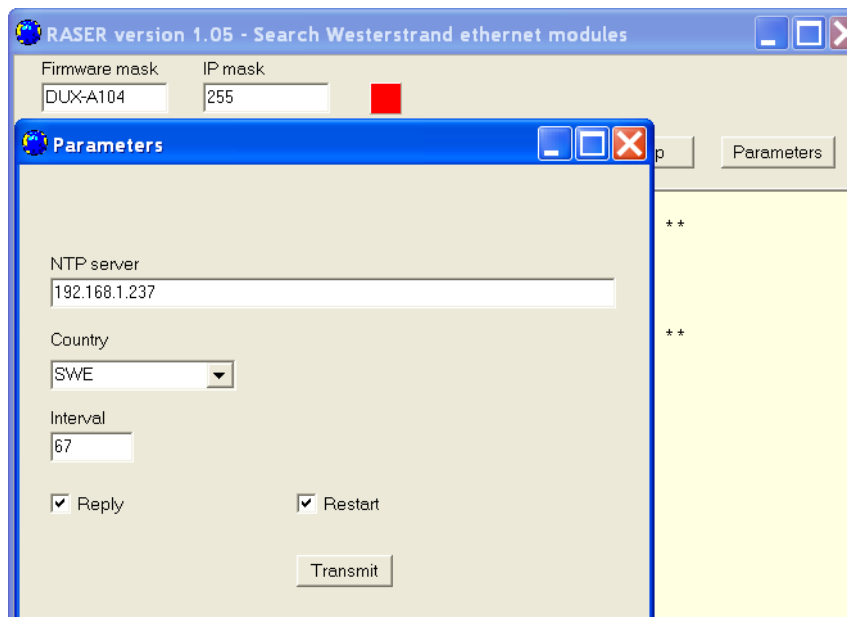 RASER version 1.05 - Search Westerstrand ethernet modules
Firmware mask IP mask
DUX-A104 255
Parameters
p Parameters
* *
NTP server
192.168.1.237
Country
* *
SWE
Interval
67
Reply Restart
Transmit